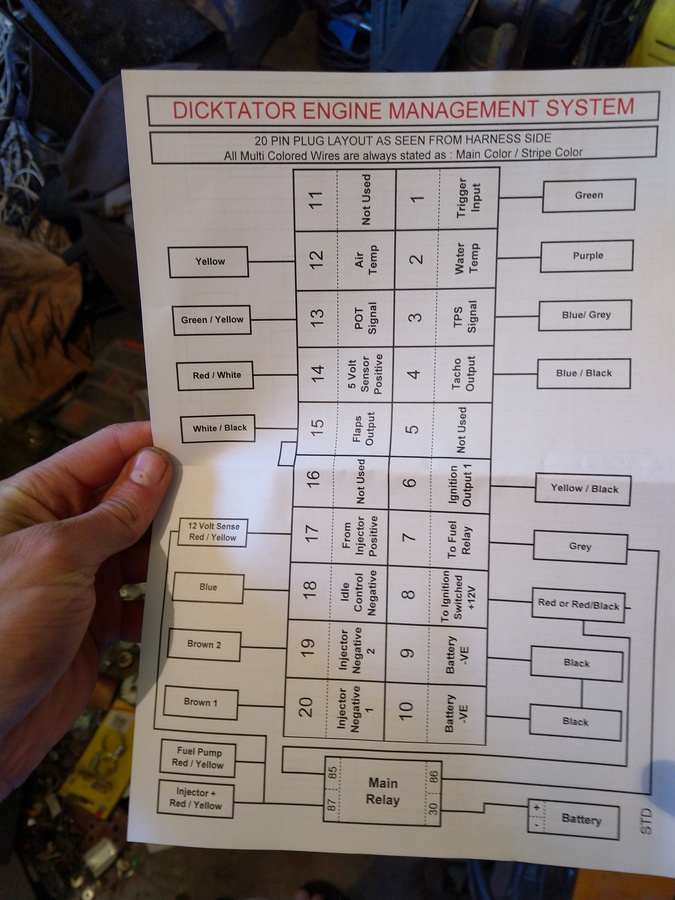 DICKTATOR ENGINE MANAGEMENT SYSTEM
20 PIN PLUG LAYOUT AS SEEN FROM HARNESS SIDE
All Multi Colored Wires are always stated as : Main Color / Stripe Color
11
Not Used
1
Trigger
Input
Green
Yellow
12
Air
Temp
2
Water
Temp
Purple
Green / Yellow
13
POT
Signal
3
TPS
Signal
Blue/ Grey
Red / White
14
5 Volt
Sensor
Positive
4
Tacho
Output
Blue / Black
White / Black
15
Flaps
Output
5
Not Used
16
Not Used
6
Ignition
Output 1
Yellow / Black
12 Volt Sense
Red / Yellow
17
From
Injector
Positive
7
To Fuel
Relay
Grey
Blue
18
Idle
Control
Negative
8
To Ignition
Switched
+12V
Red or Red/Black
Brown 2
19
Injector
Negative
2
9
Battery
-VE
Black
Brown 1
20
Injector
Negative
1
10
Battery
-VE
Black
Fuel Pump
Red / Yellow
Injector +
Red / Yellow
85
87
Main
Relay
86
30
- +
Battery
STD